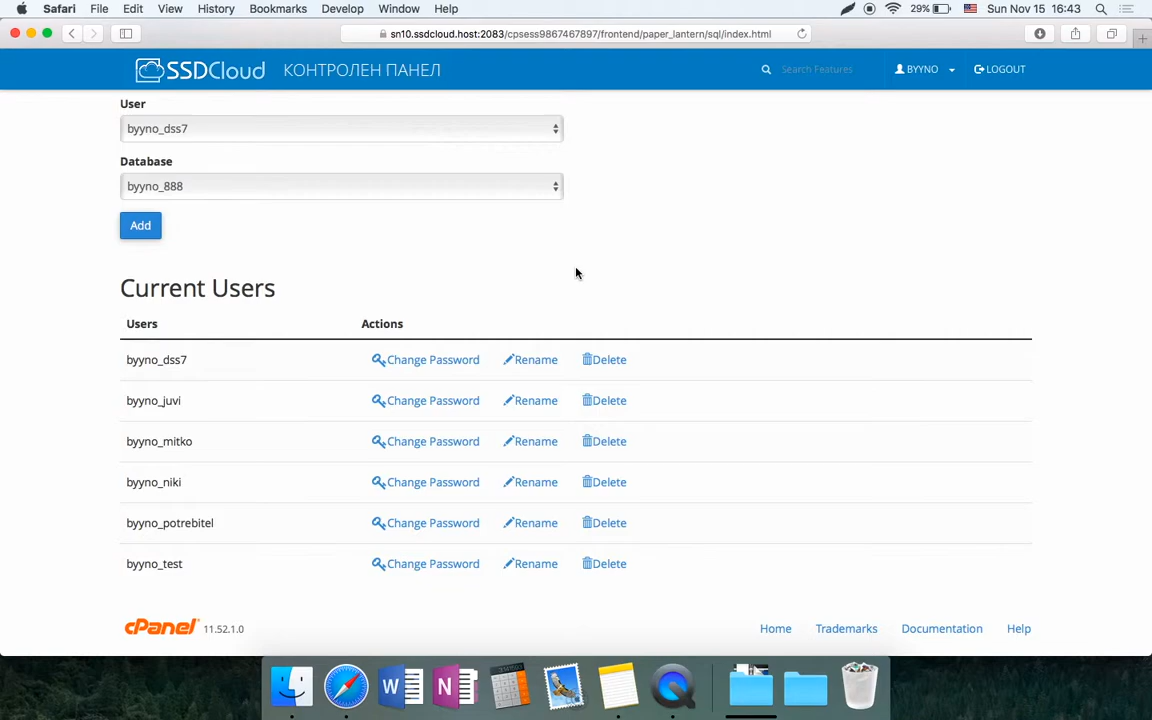 Safari File Edit View History Bookmarks Develop Window Help 29% Sun Nov 15 16:43
sn10.ssdcloud.host:2083/cpsess9867467897/frontend/paper_lantern/sql/index.html
SSDCloud КОНТРОЛЕН ПАНЕЛ Search Features BYYNO LOGOUT
User
byyno_dss7
Database
byyno_888
Add
Current Users
Users Actions
byyno_dss7 Change Password Rename Delete
byyno_juvi Change Password Rename Delete
byyno_mitko Change Password Rename Delete
byyno_niki Change Password Rename Delete
byyno_potrebitel Change Password Rename Delete
byyno_test Change Password Rename Delete
cPanel 11.52.1.0 Home Trademarks Documentation Help